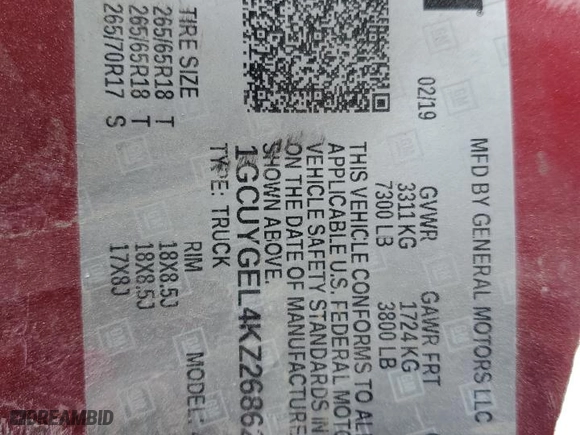 MFD BY GENERAL MOTORS LLC
02/19
GVWR
GAWR FRT
3311 KG
1724 KG
7300 LB
3800 LB
THIS VEHICLE CONFORMS TO AL
APPLICABLE U.S. FEDERAL MOTO
VEHICLE SAFETY STANDARDS IN
ON THE DATE OF MANUFACTURE
SHOWN ABOVE.
1GCUYGEL4KZ26862
TYPE: TRUCK
MODEL:
TIRE SIZE
RIM
265/65R18 T
18X8.5J
265/65R18 T
18X8.5J
265/70R17 S
17X8J
DREAMBID